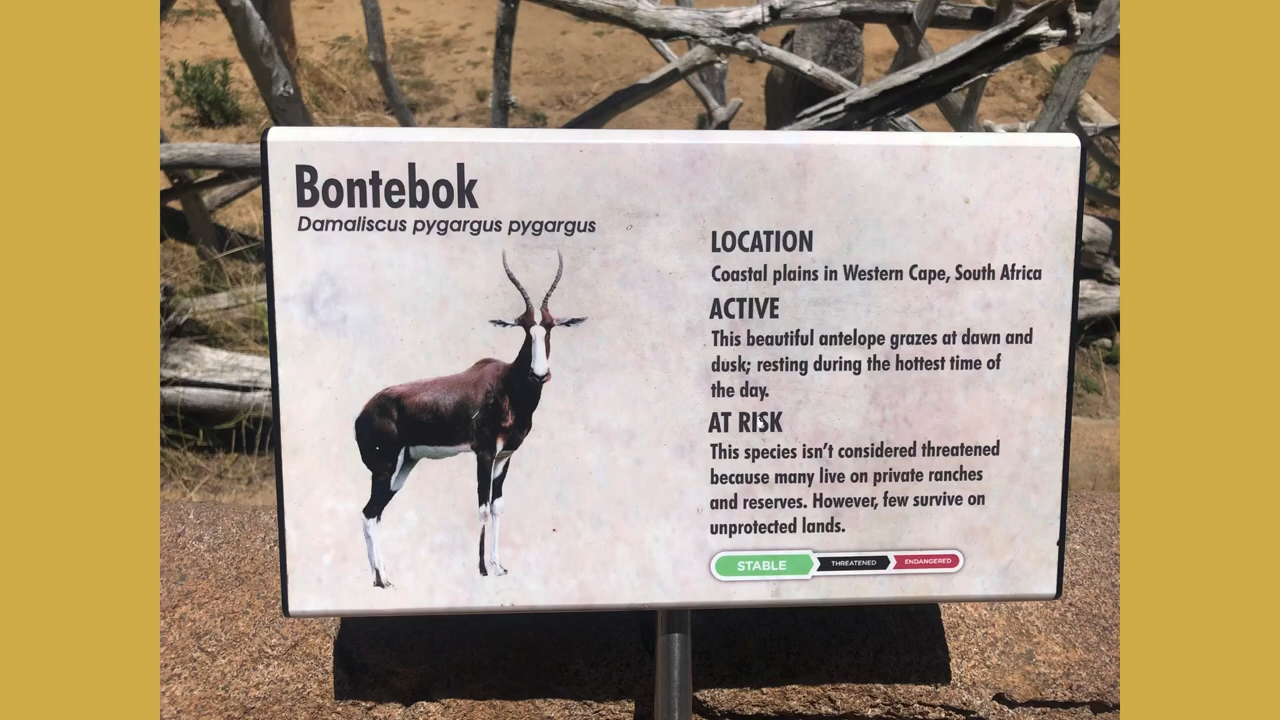 Bontebok
Damaliscus pygargus pygargus
LOCATION
Coastal plains in Western Cape, South Africa
ACTIVE
This beautiful antelope grazes at dawn and
dusk; resting during the hottest time of
the day.
AT RISK
This species isn't considered threatened
because many live on private ranches
and reserves. However, few survive on
unprotected lands.
STABLE THREATENED ENDANGERED